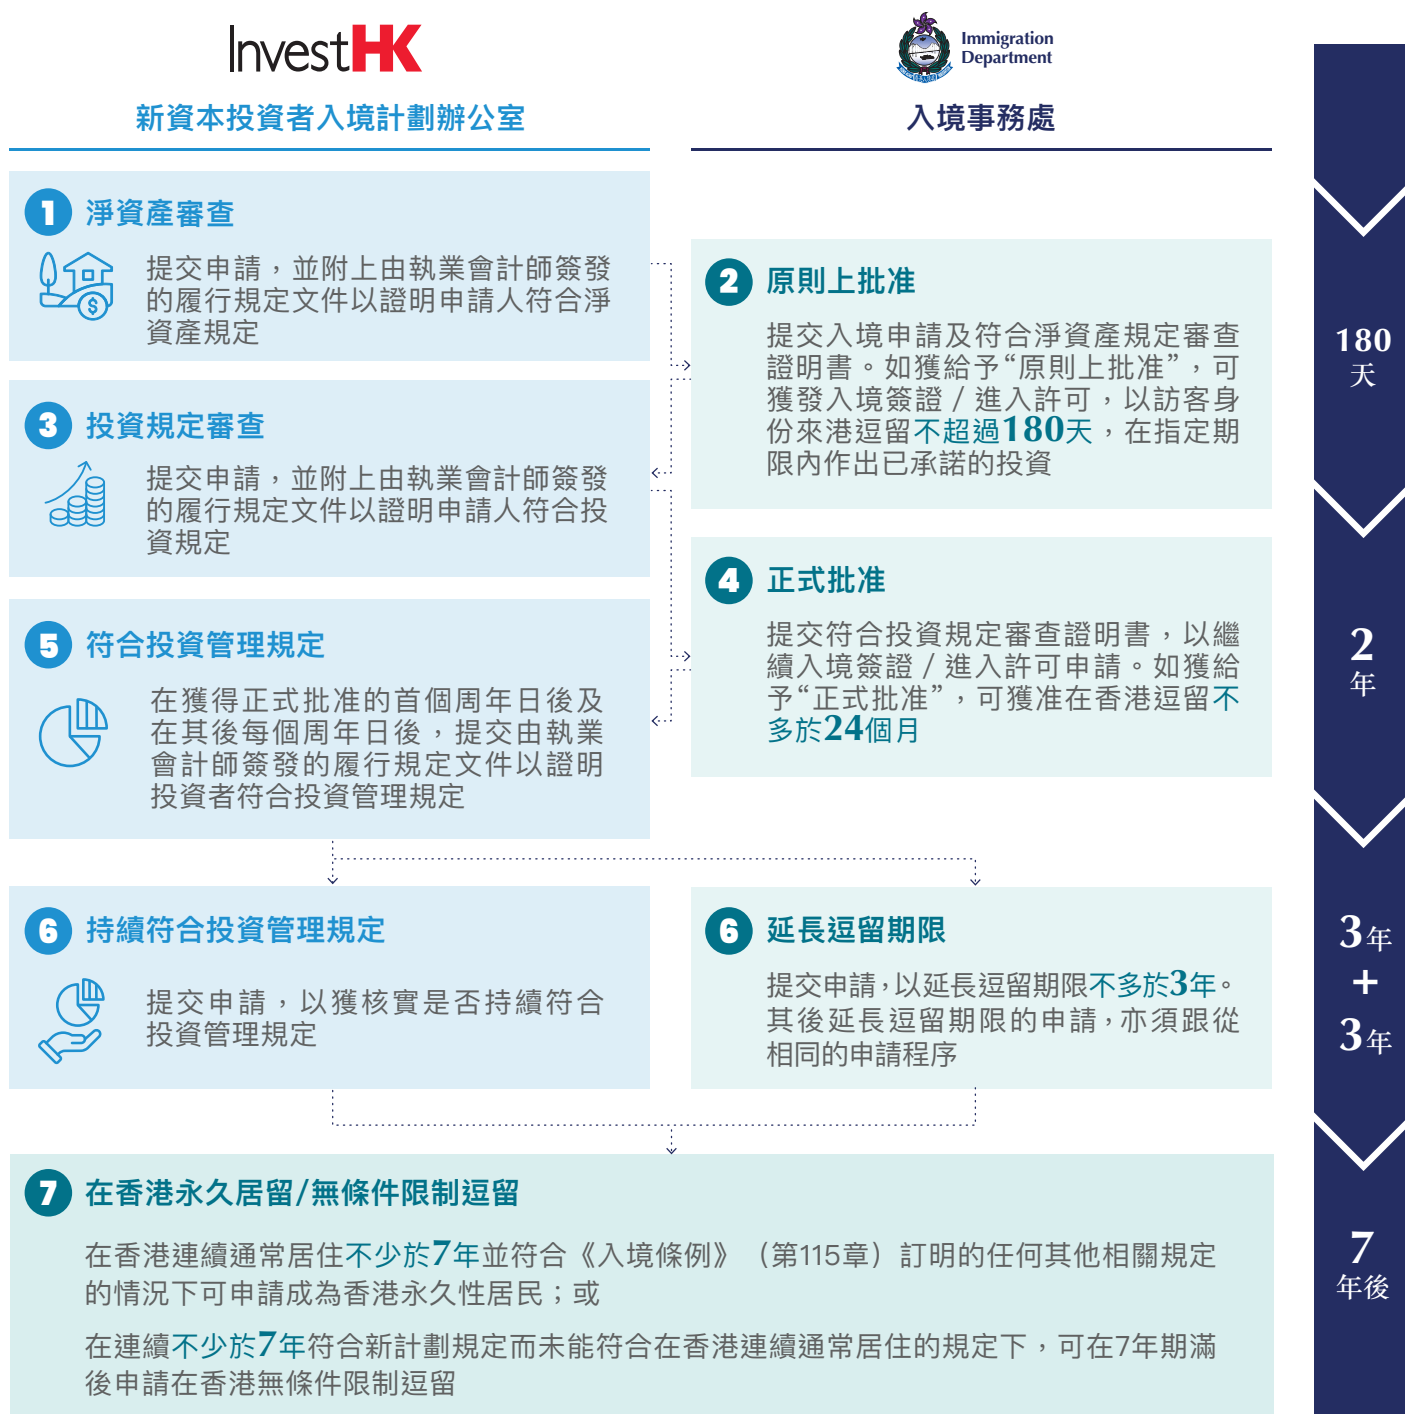 InvestHK
新資本投資者入境計劃辦公室
Immigration
Department
入境事務處
1 淨資產審查
提交申請，並附上由執業會計師簽發
的履行規定文件以證明申請人符合淨
資產規定
2 原則上批准
提交入境申請及符合淨資產規定審查
證明書。如獲給予“原則上批准”，可
獲發入境簽證 / 進入許可，以訪客身
份來港逗留不超過180天，在指定期
限內作出已承諾的投資
3 投資規定審查
提交申請，並附上由執業會計師簽發
的履行規定文件以證明申請人符合投
資規定
4 正式批准
提交符合投資規定審查證明書，以繼
續入境簽證 / 進入許可申請。如獲給
予“正式批准”，可獲准在香港逗留不
多於24個月
5 符合投資管理規定
在獲得正式批准的首個周年日後及
在其後每個周年日後，提交由執業
會計師簽發的履行規定文件以證明
投資者符合投資管理規定
6 持續符合投資管理規定
提交申請，以獲核實是否持續符合
投資管理規定
6 延長逗留期限
提交申請，以延長逗留期限不多於3年。
其後延長逗留期限的申請，亦須跟從
相同的申請程序
7 在香港永久居留/無條件限制逗留
在香港連續通常居住不少於7年並符合《入境條例》（第115章）訂明的任何其他相關規定
的情況下可申請成為香港永久性居民；或
在連續不少於7年符合新計劃規定而未能符合在香港連續通常居住的規定下，可在7年期滿
後申請在香港無條件限制逗留
180
天
2
年
3年
+
3年
7
年後